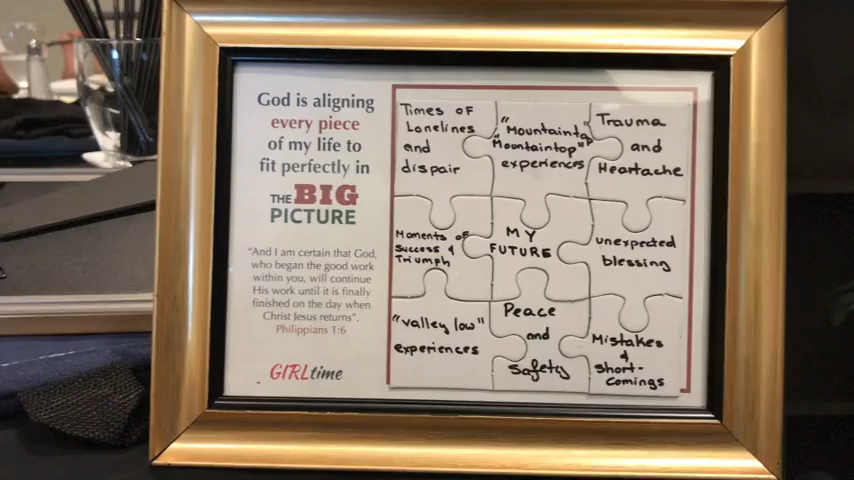 God is aligning
every piece
of my life to
fit perfectly in
THE BIG
PICTURE
"And I am certain that God,
who began the good work
within you, will continue
His work until it is finally
finished on the day when
Christ Jesus returns".
Philippians 1:6
GIRLtime
Times of
Lonelines
and
dispair
"Mountaintop
"Mountaintop"
experiences
Trauma
and
Heartache
Moments of
Success &
Triumph
MY
FUTURE
unexpected
blessing
"valley low"
experiences
Peace
and
Safety
Mistakes
&
short-
comings